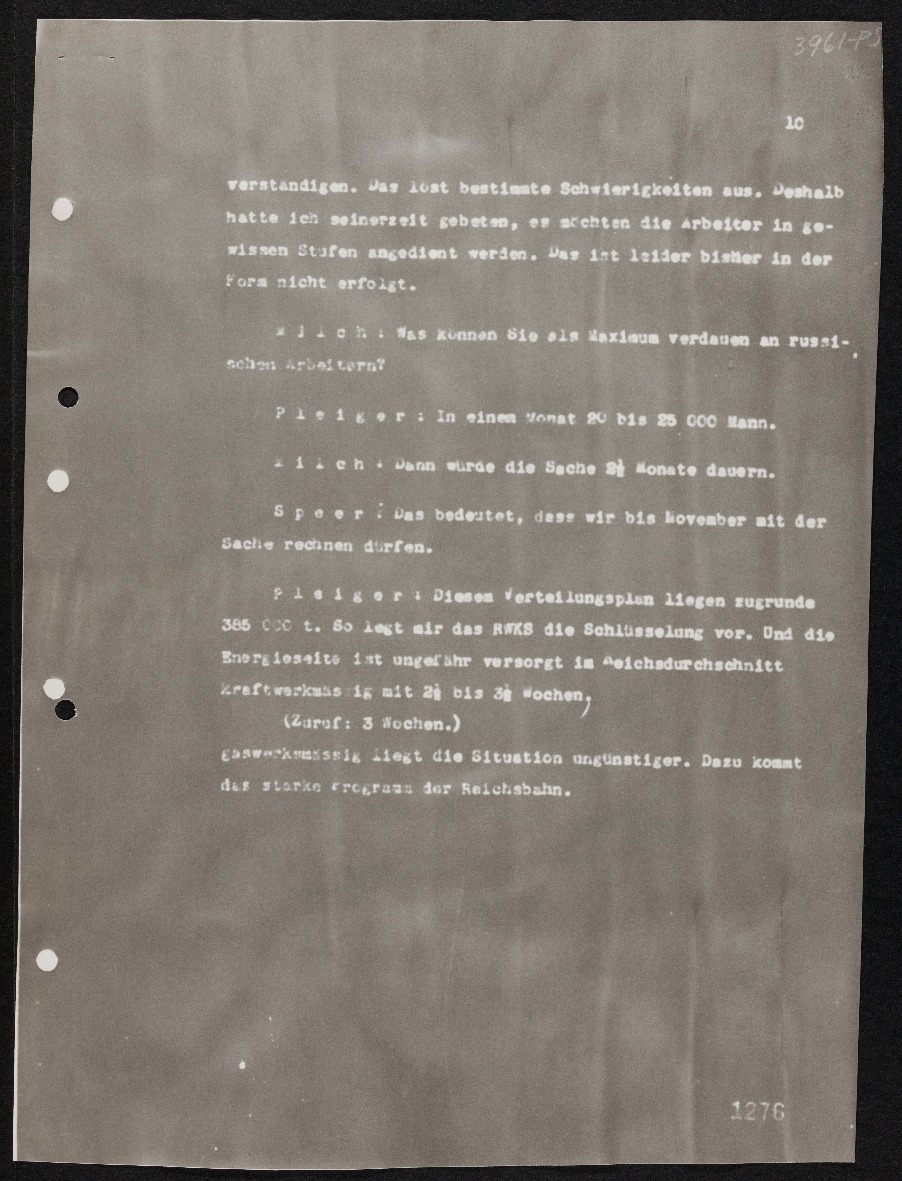 3961-PS
10
verständigen. Das löst bestimmte Schwierigkeiten aus. Deshalb
hatte ich seinerzeit gebeten, es möchten die Arbeiter in ge-
wissen Stufen angedient werden. Das ist leider bisher in der
Form nicht erfolgt.
M i l c h : Was können Sie als Maximum verdauen an russi-
schen Arbeitern?
P l e i g e r : In einem Monat 20 bis 25 000 Mann.
M i l c h : Dann würde die Sache 2½ Monate dauern.
S p e e r : Das bedeutet, dass wir bis November mit der
Sache rechnen dürfen.
P l e i g e r : Diesem Verteilungsplan liegen zugrunde
385 000 t. So legt mir das RWKS die Schlüsselung vor. Und die
Energieseite ist ungefähr versorgt im Reichsdurchschnitt
kraftwerkmässig mit 2½ bis 3½ Wochen,
(Zuruf: 3 Wochen.)
gaswerksmässig liegt die Situation ungünstiger. Dazu kommt
das starke Programm der Reichsbahn.
1276